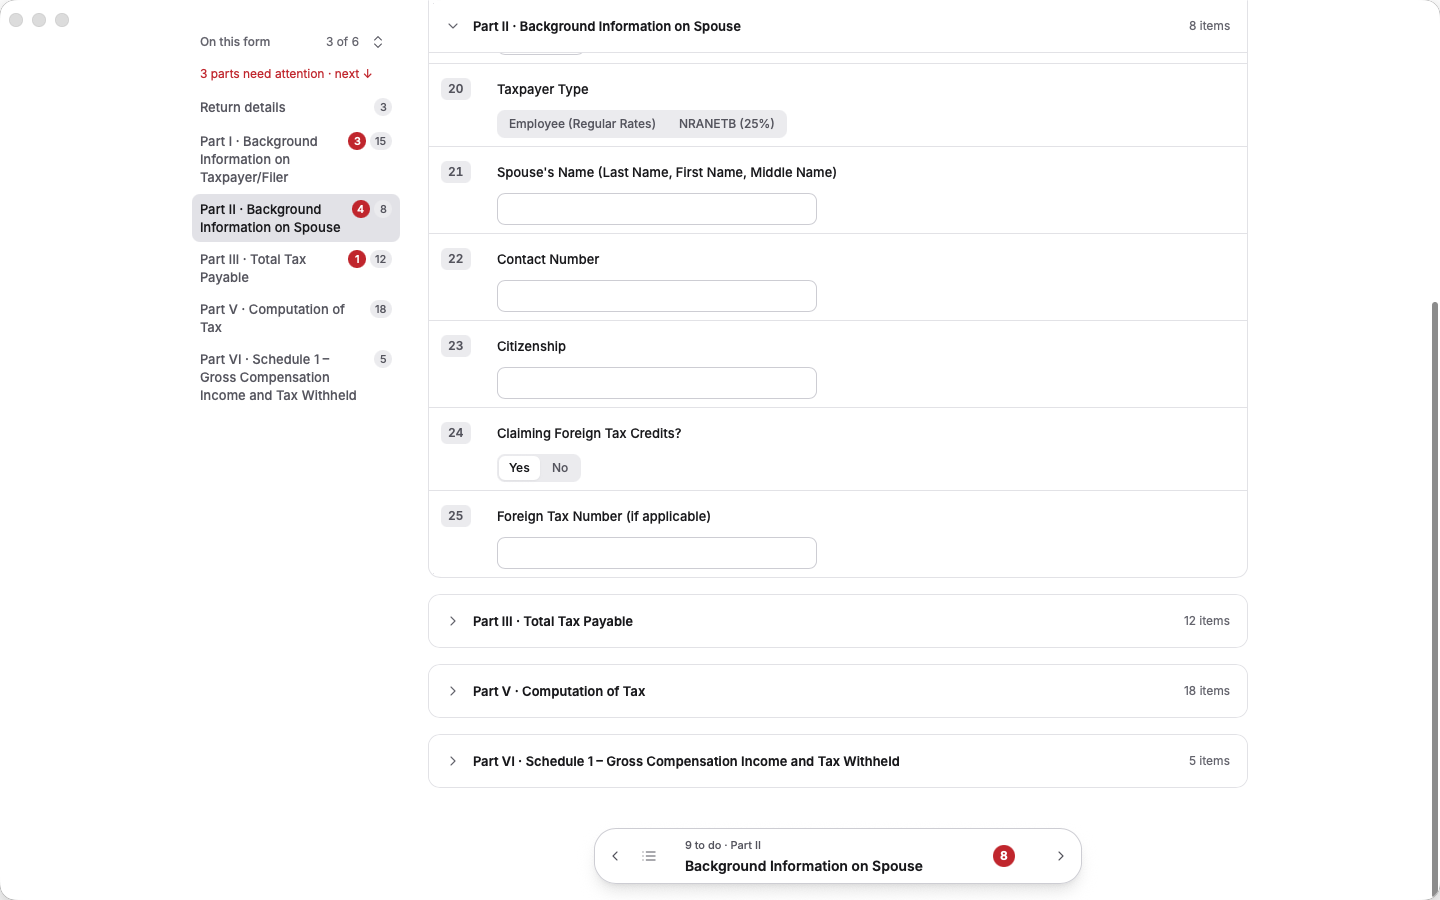 On this form
3 of 6
3 parts need attention · next ↓
Return details
3
Part I · Background Information on Taxpayer/Filer
3
15
Part II · Background Information on Spouse
4
8
Part III · Total Tax Payable
1
12
Part V · Computation of Tax
18
Part VI · Schedule 1 – Gross Compensation Income and Tax Withheld
5
Part II · Background Information on Spouse
8 items
20
Taxpayer Type
Employee (Regular Rates)
NRANETB (25%)
21
Spouse's Name (Last Name, First Name, Middle Name)
22
Contact Number
23
Citizenship
24
Claiming Foreign Tax Credits?
Yes
No
25
Foreign Tax Number (if applicable)
Part III · Total Tax Payable
12 items
Part V · Computation of Tax
18 items
Part VI · Schedule 1 – Gross Compensation Income and Tax Withheld
5 items
9 to do · Part II
Background Information on Spouse
8